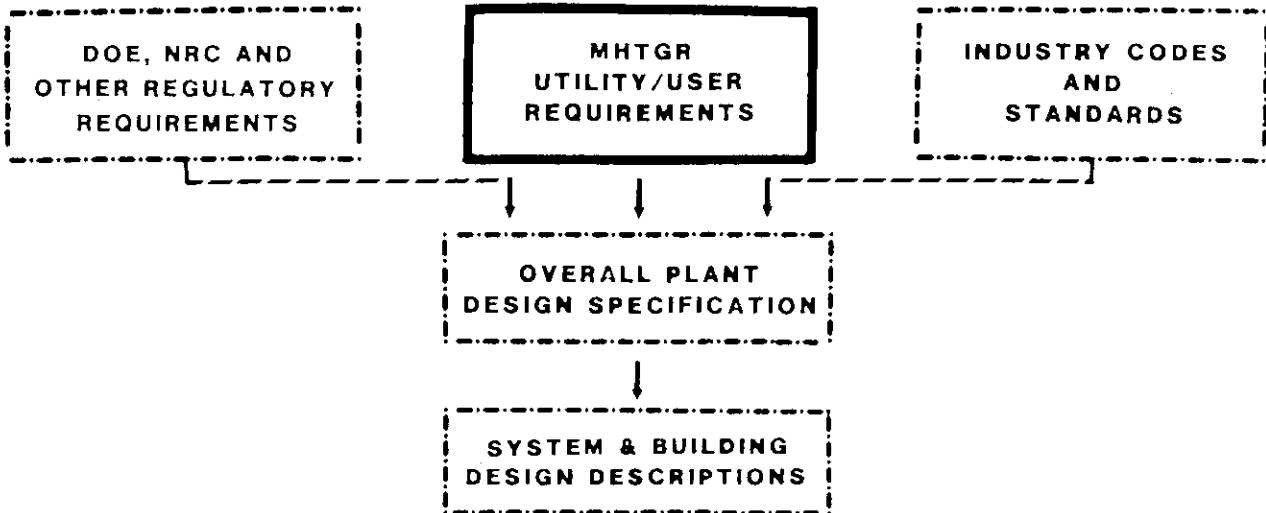 DOE, NRC AND
OTHER REGULATORY
REQUIREMENTS
MHTGR
UTILITY/USER
REQUIREMENTS
INDUSTRY CODES
AND
STANDARDS
OVERALL PLANT
DESIGN SPECIFICATION
SYSTEM & BUILDING
DESIGN DESCRIPTIONS